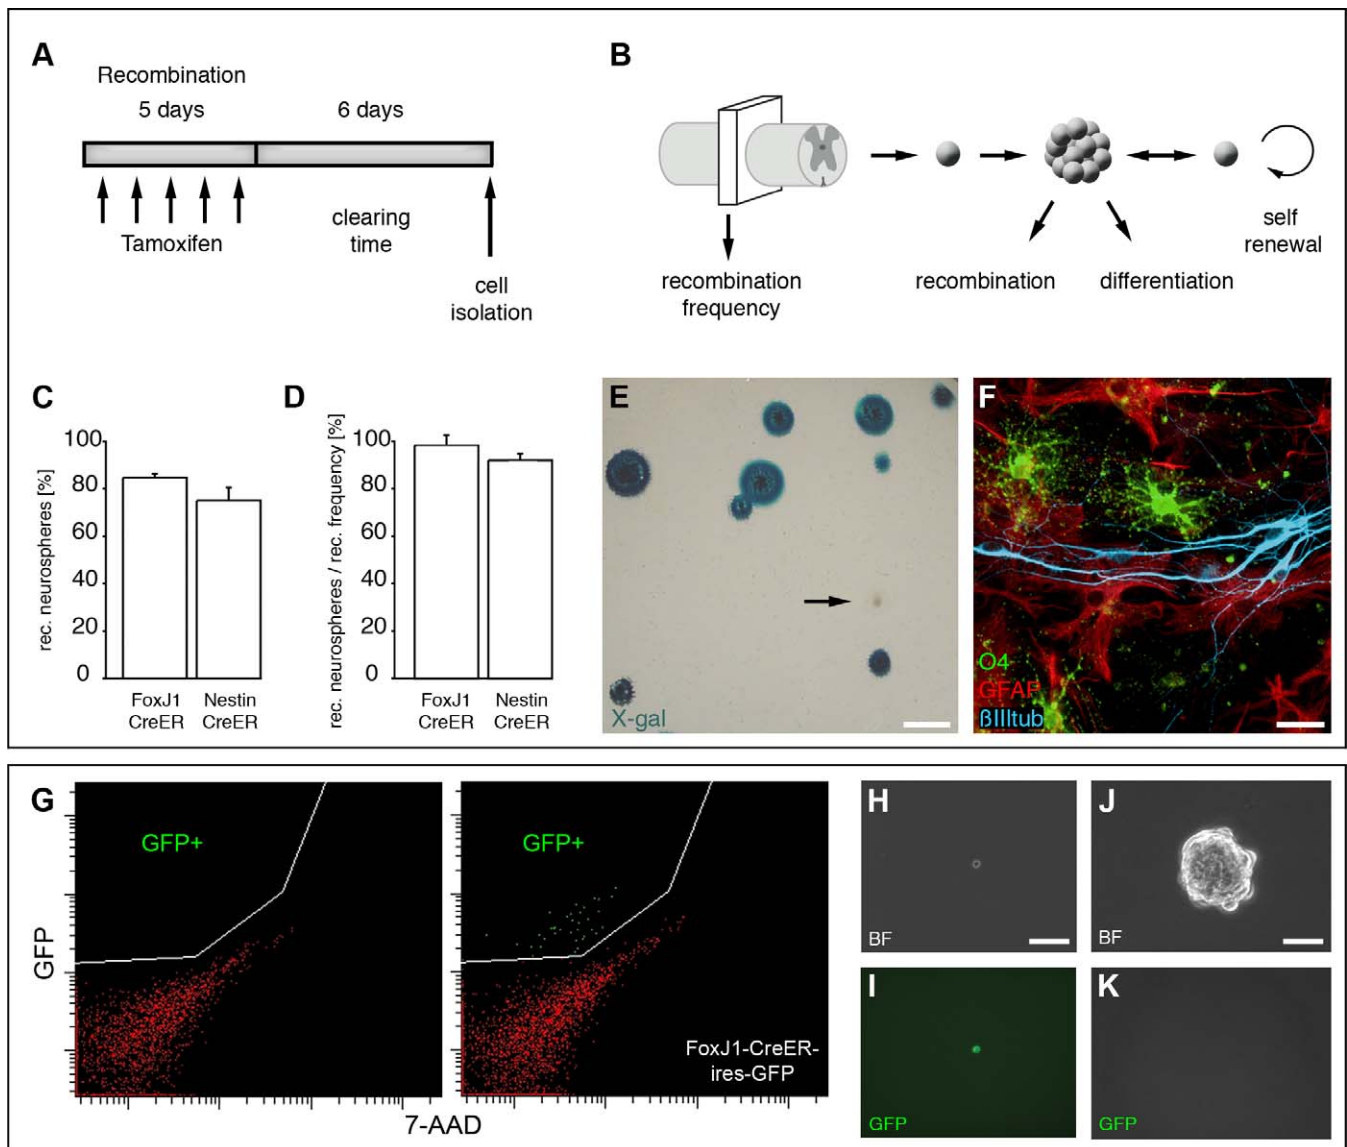 A
Recombination
5 days
6 days
Tamoxifen
clearing
time
cell
isolation
B
recombination
frequency
recombination
differentiation
self
renewal
C
rec. neurospheres [%]
100
80
60
40
20
0
FoxJ1
CreER
Nestin
CreER
D
rec. neurospheres / rec. frequency [%]
100
80
60
40
20
0
FoxJ1
CreER
Nestin
CreER
E
X-gal
F
O4
GFAP
ßIIItub
G
GFP
GFP+
GFP+
FoxJ1-CreER-
ires-GFP
7-AAD
H
BF
I
GFP
J
BF
K
GFP